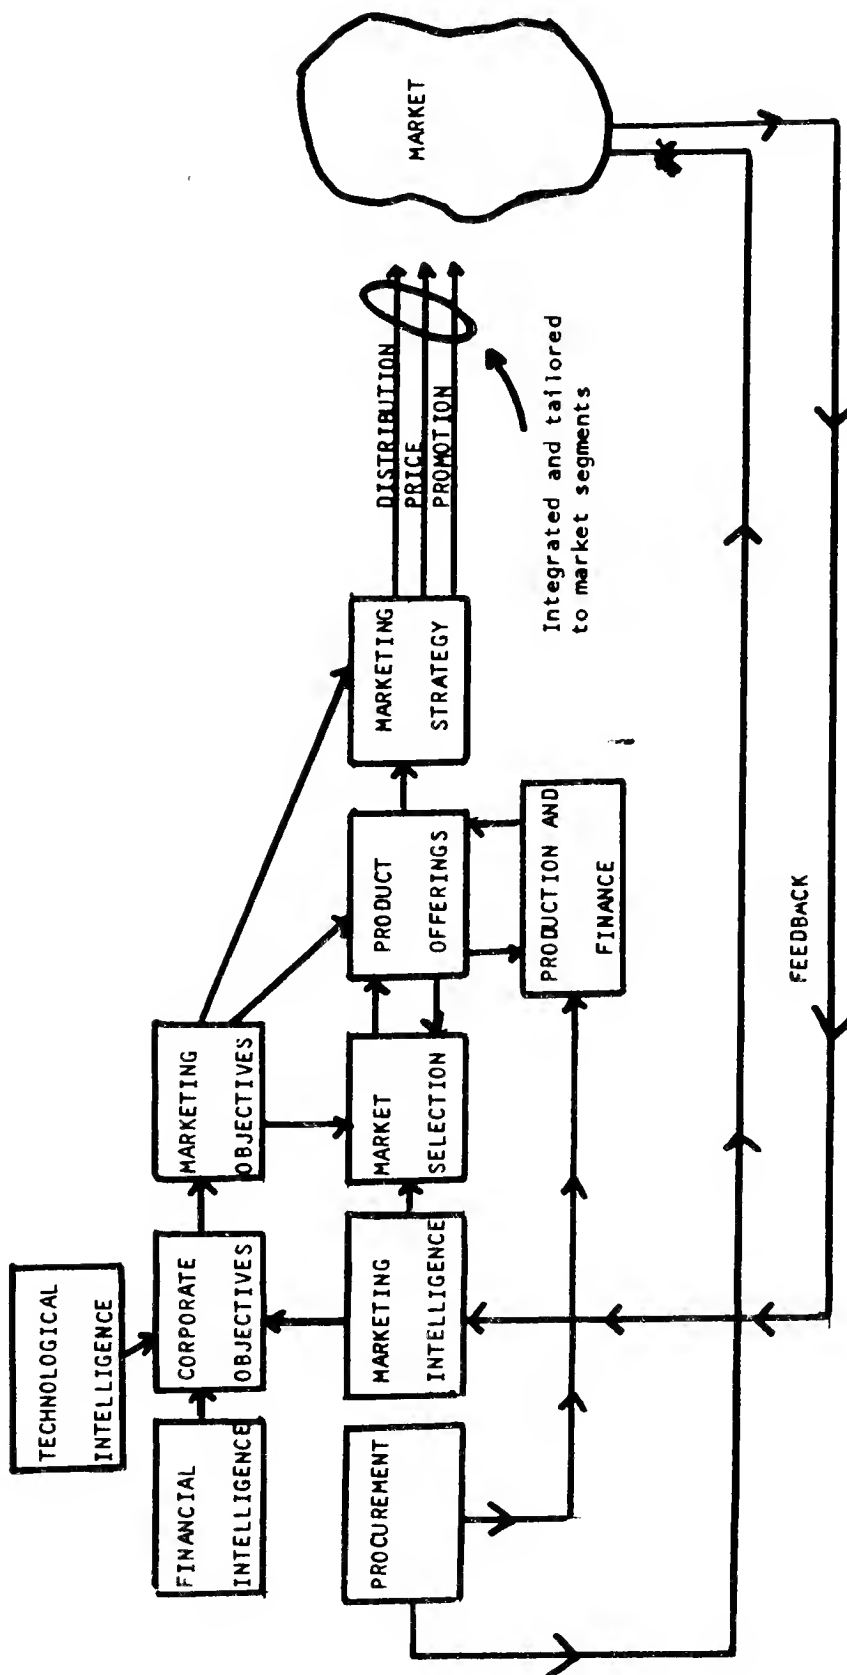 TECHNOLOGICAL
INTELLIGENCE
FINANCIAL
INTELLIGENCE
CORPORATE
OBJECTIVES
MARKETING
OBJECTIVES
PROCUREMENT
MARKETING
INTELLIGENCE
MARKET
SELECTION
PRODUCT
OFFERINGS
MARKETING
STRATEGY
DISTRIBUTION
PRICE
PROMOTION
MARKET
PRODUCTION AND
FINANCE
Integrated and tailored
to market segments
FEEDBACK